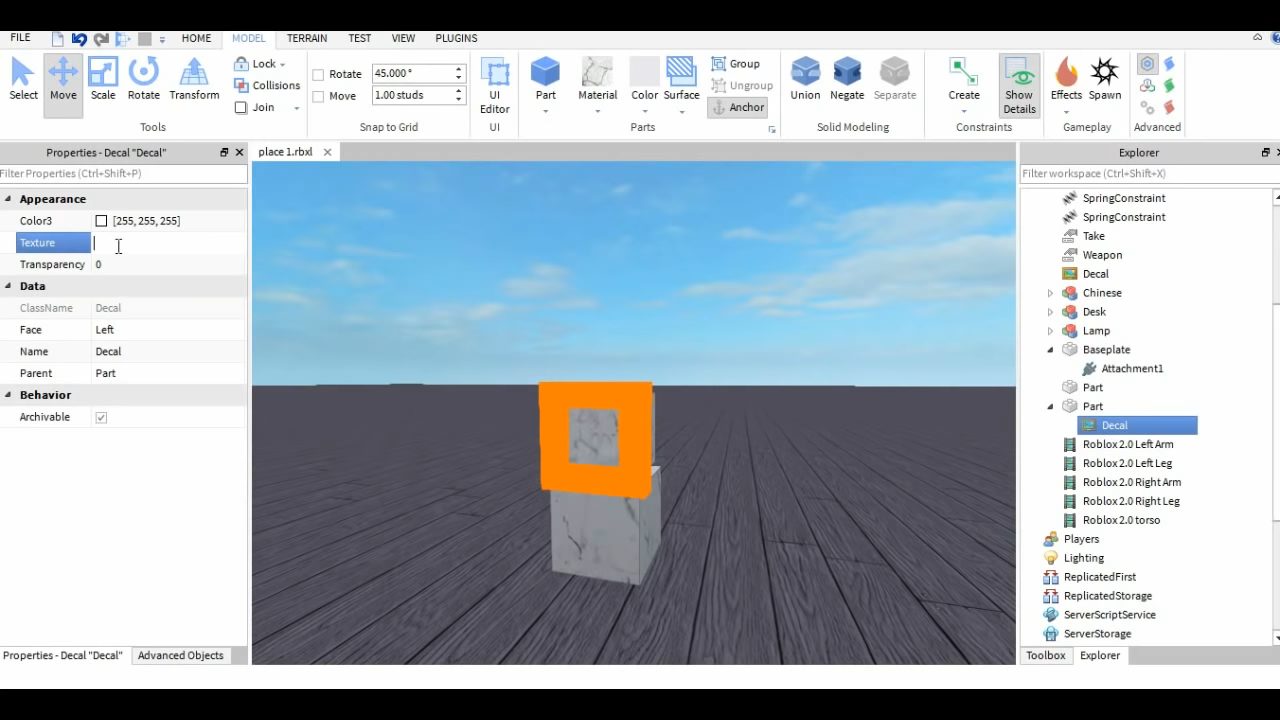 FILE HOME MODEL TERRAIN TEST VIEW PLUGINS
Select Move Scale Rotate Transform
Lock
Collisions
Join
Tools
Rotate 45.000 °
Move 1.00 studs
Snap to Grid
UI
Editor
UI
Part Material Color Surface
Group
Ungroup
Anchor
Parts
Union Negate Separate
Solid Modeling
Create Show
Details
Constraints
Effects Spawn
Gameplay
Advanced
Properties - Decal "Decal"
Filter Properties (Ctrl+Shift+P)
Appearance
Color3 [255, 255, 255]
Texture
Transparency 0
Data
ClassName Decal
Face Left
Name Decal
Parent Part
Behavior
Archivable
Properties - Decal "Decal" Advanced Objects
place 1.rbxl
Explorer
Filter workspace (Ctrl+Shift+X)
SpringConstraint
SpringConstraint
Take
Weapon
Decal
Chinese
Desk
Lamp
Baseplate
Attachment1
Part
Part
Decal
Roblox 2.0 Left Arm
Roblox 2.0 Left Leg
Roblox 2.0 Right Arm
Roblox 2.0 Right Leg
Roblox 2.0 torso
Players
Lighting
ReplicatedFirst
ReplicatedStorage
ServerScriptService
ServerStorage
Toolbox Explorer